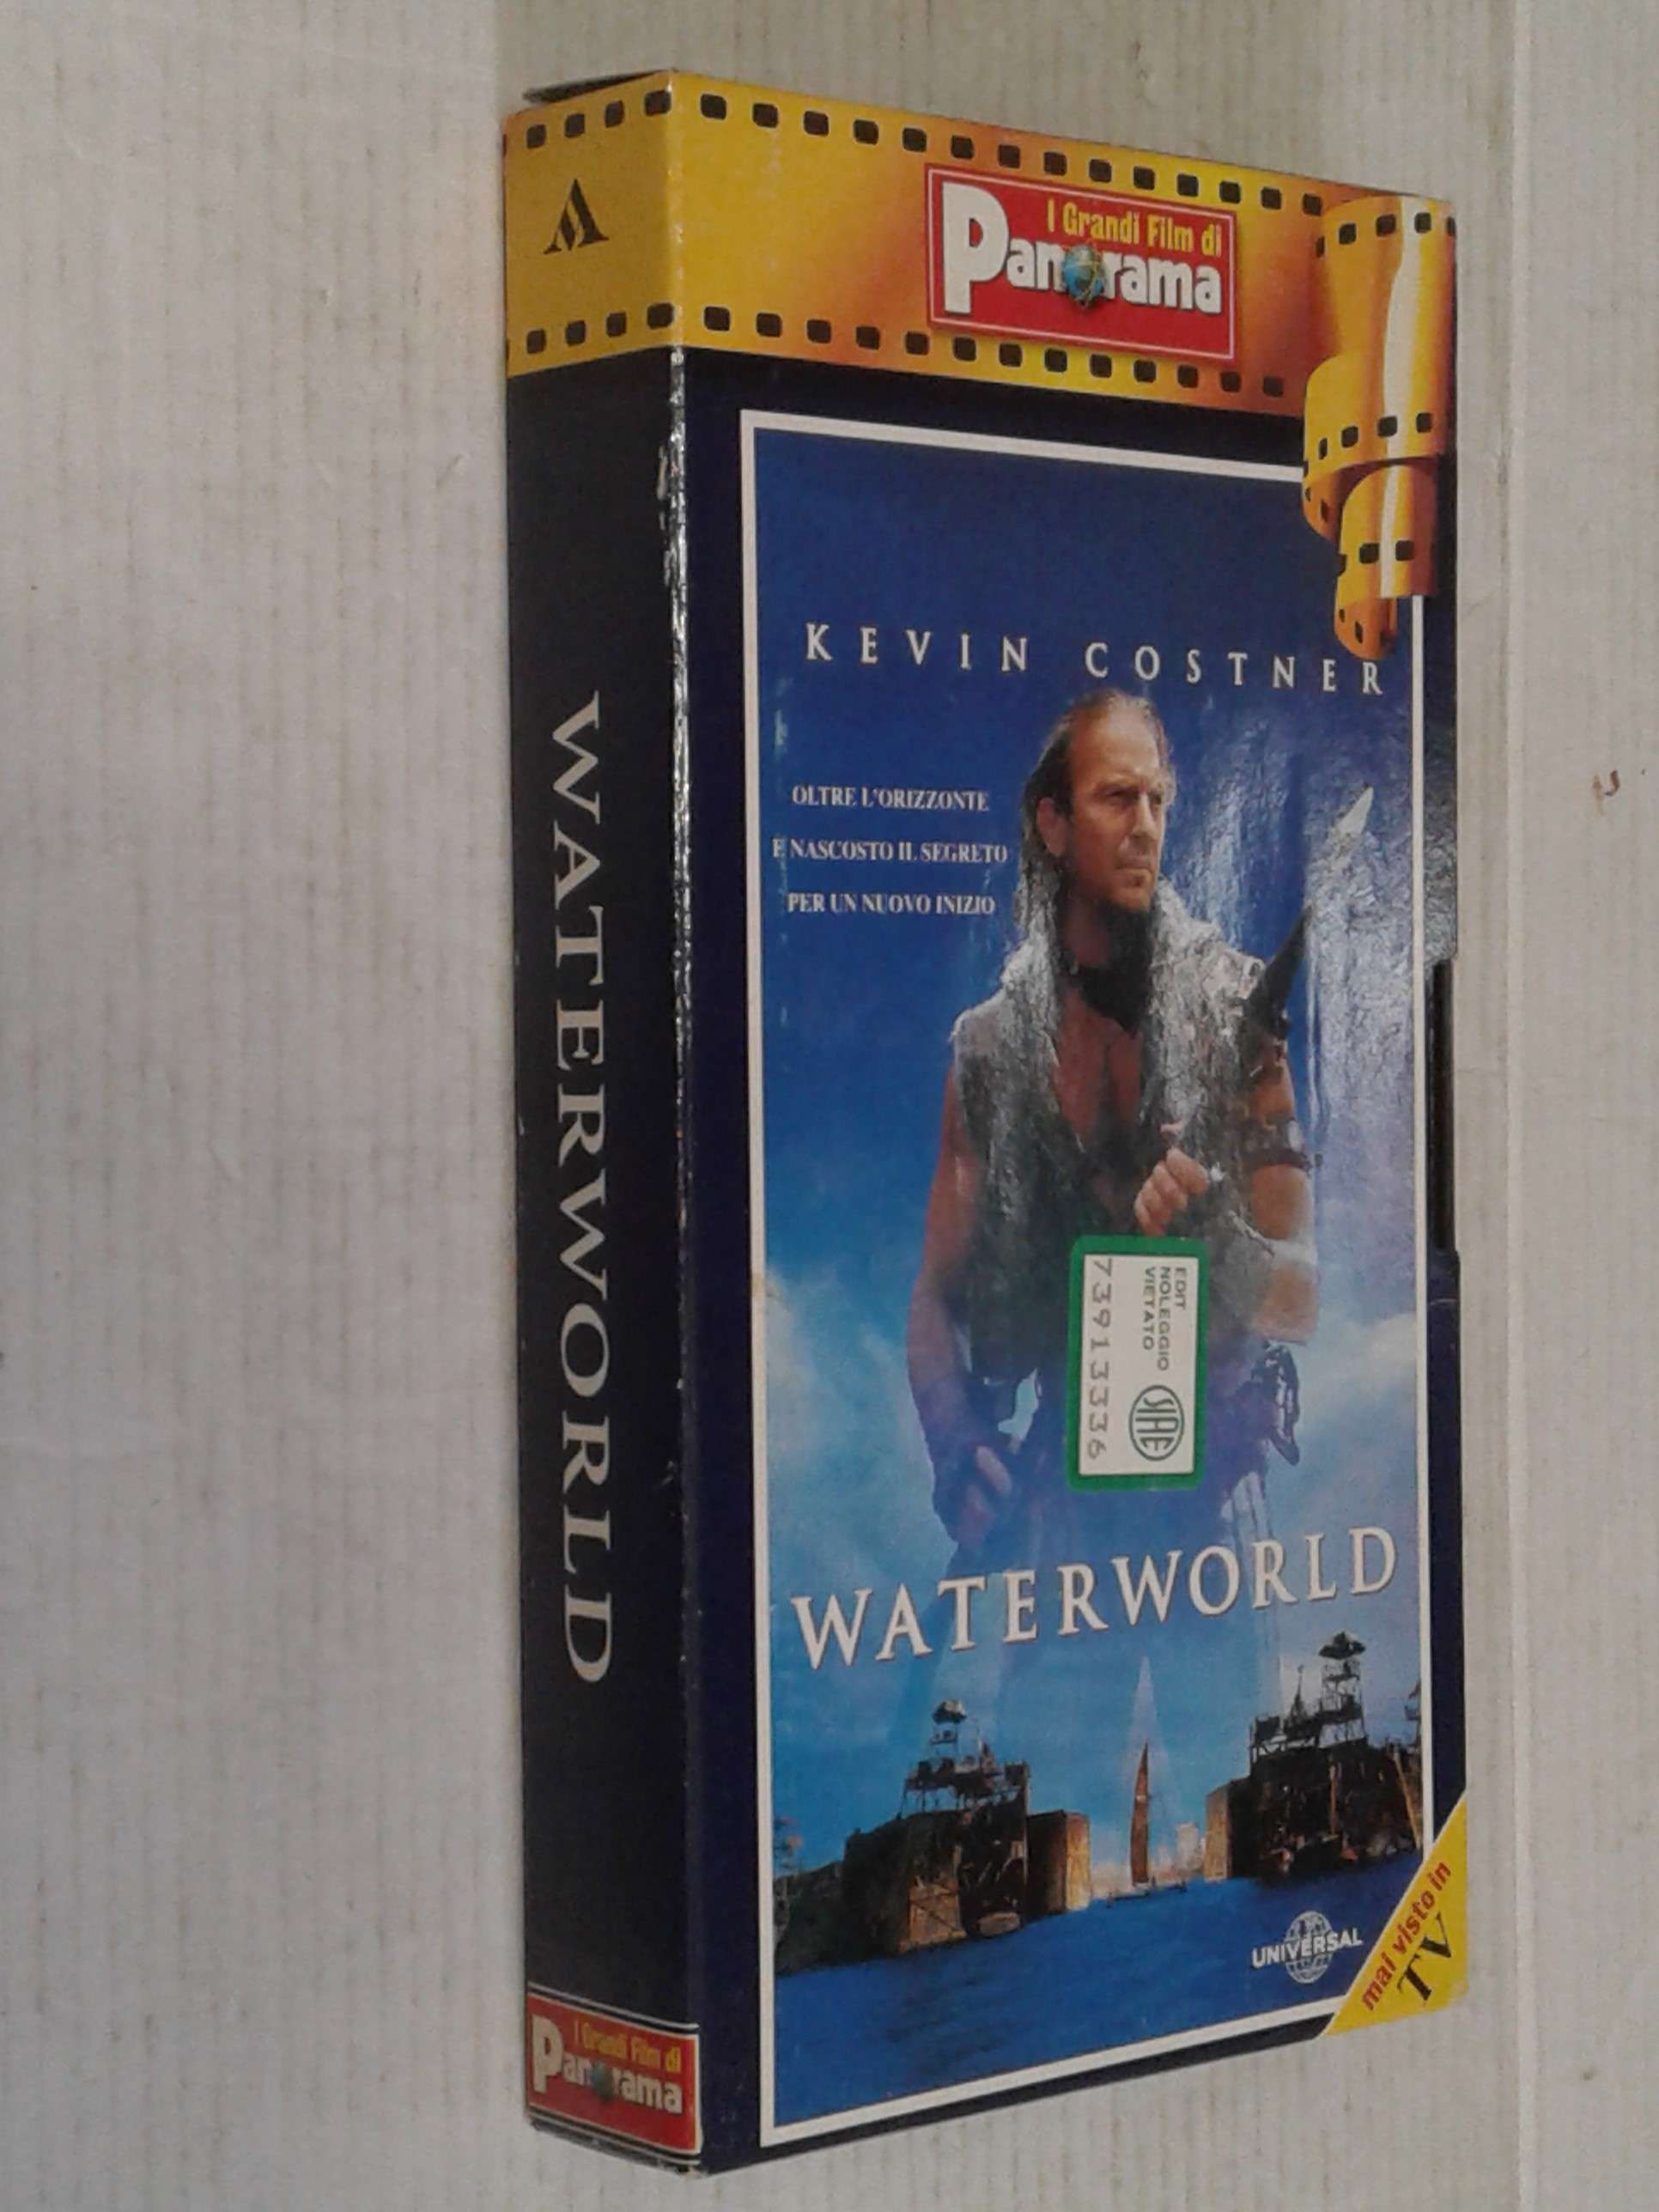 I Grandi Film di
Panorama
KEVIN COSTNER
OLTRE L'ORIZZONTE
E NASCOSTO IL SEGRETO
PER UN NUOVO INIZIO
EDIT
NOLEGGIO
VIETATO
SIAE
73913336
WATERWORLD
UNIVERSAL
mai visto in
TV
WATERWORLD
I Grandi Film di
Panorama